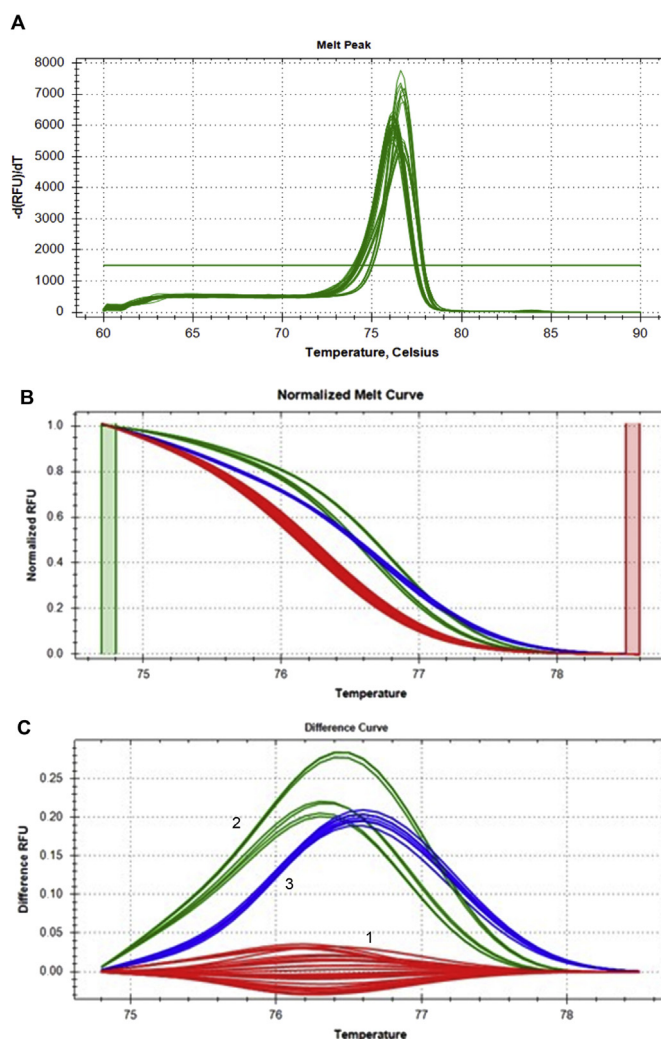 A
Melt Peak
8000
7000
6000
5000
4000
3000
2000
1000
0
-d(RFU)/dT
60 65 70 75 80 85 90
Temperature, Celsius
B
Normalized Melt Curve
1.0
0.8
0.6
0.4
0.2
0.0
Normalized RFU
75 76 77 78
Temperature
C
Difference Curve
0.25
0.20
0.15
0.10
0.05
0.00
Difference RFU
2
3
1
75 76 77 78
Temperature